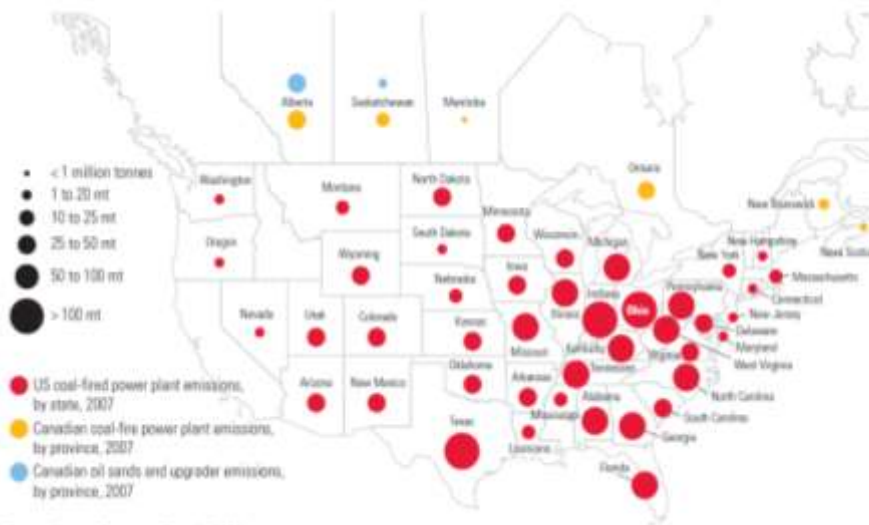 Alberta
Saskatchewan
Manitoba
Ontario
New Brunswick
Nova Scotia
< 1 million tonnes
1 to 20 mt
10 to 25 mt
25 to 50 mt
50 to 100 mt
> 100 mt
Washington
Montana
North Dakota
Minnesota
Oregon
Wyoming
South Dakota
Wisconsin
Michigan
New York
New Hampshire
Massachusetts
Connecticut
Nebraska
Iowa
Illinois
Indiana
Ohio
Pennsylvania
New Jersey
Delaware
Maryland
West Virginia
Nevada
Utah
Colorado
Kansas
Missouri
Kentucky
Virginia
Arizona
New Mexico
Oklahoma
Arkansas
Tennessee
North Carolina
South Carolina
Texas
Louisiana
Mississippi
Alabama
Georgia
Florida
US coal-fired power plant emissions,
by state, 2007
Canadian coal-fire power plant emissions,
by province, 2007
Canadian oil sands and upgrader emissions,
by province, 2007